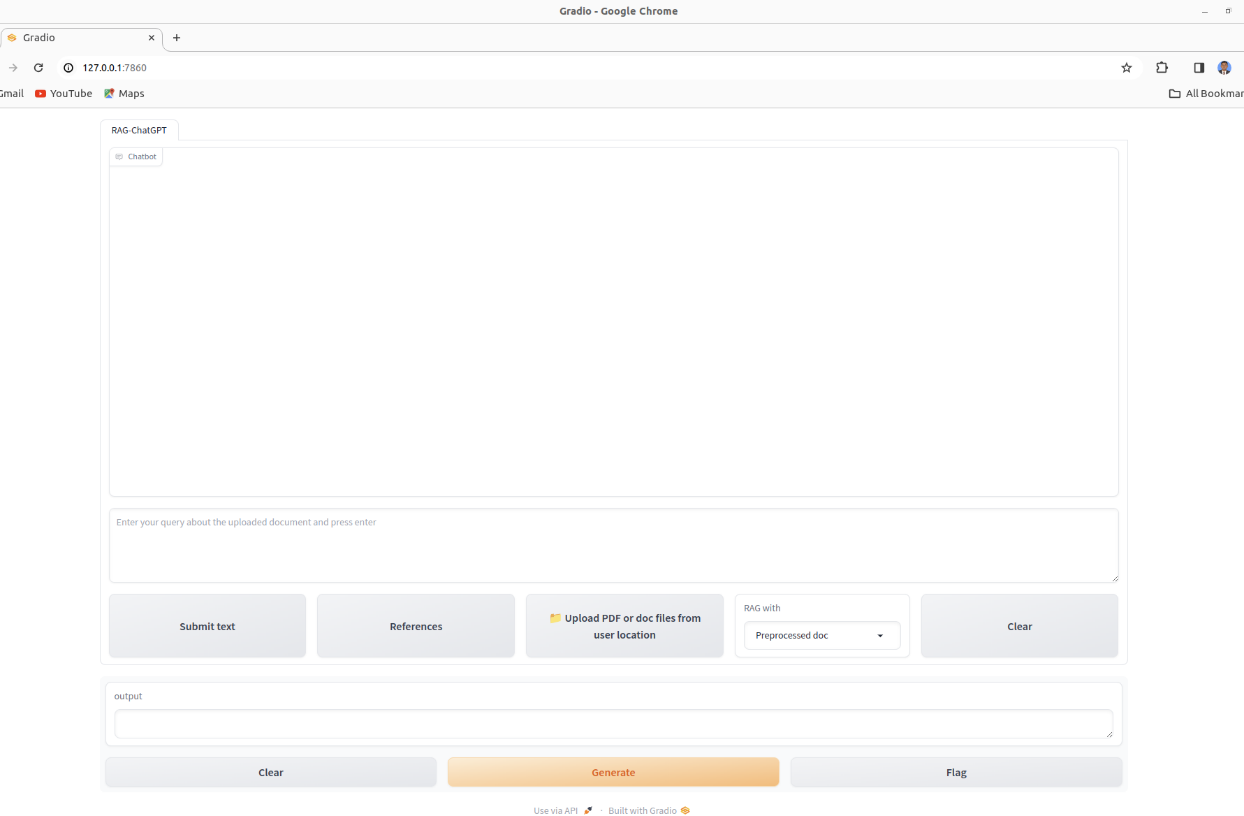 Gradio - Google Chrome
Gradio
127.0.0.1:7860
Gmail YouTube Maps All Bookmar
RAG-ChatGPT
Chatbot
Enter your query about the uploaded document and press enter
Submit text
References
Upload PDF or doc files from
user location
RAG with
Preprocessed doc
Clear
output
Clear
Generate
Flag
Use via API · Built with Gradio